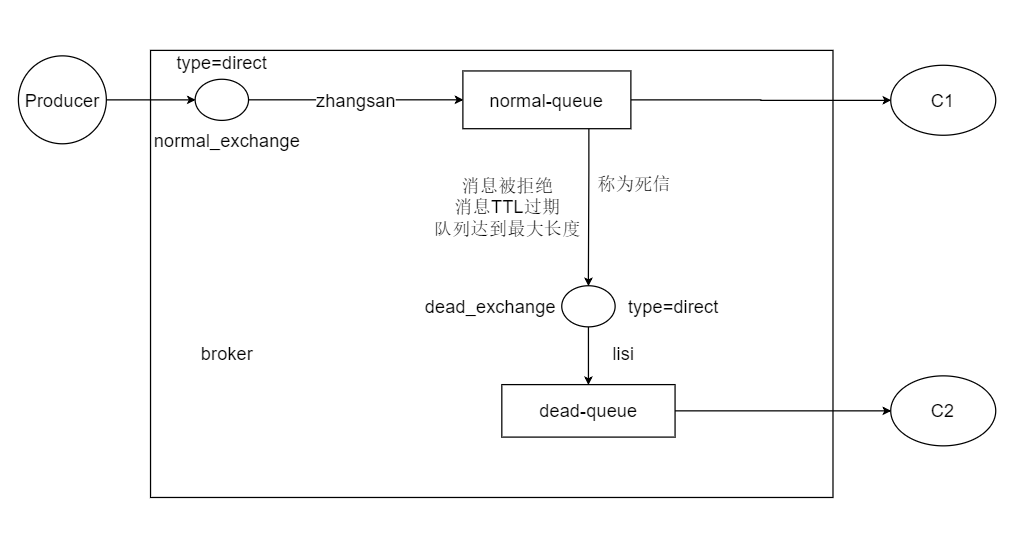 type=direct
Producer
zhangsan
normal-queue
C1
normal_exchange
消息被拒绝
称为死信
消息TTL过期
队列达到最大长度
dead_exchange
type=direct
broker
lisi
dead-queue
C2